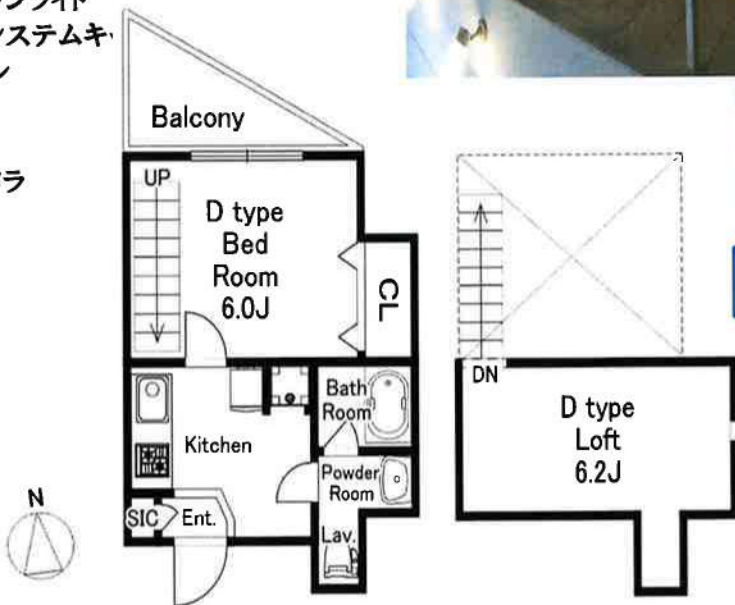 ステムキ
ラ
Balcony
UP
D type
Bed
Room
6.0J
CL
Bath
Room
Kitchen
Powder
Room
SIC
Ent.
Lav.
N
DN
D type
Loft
6.2J